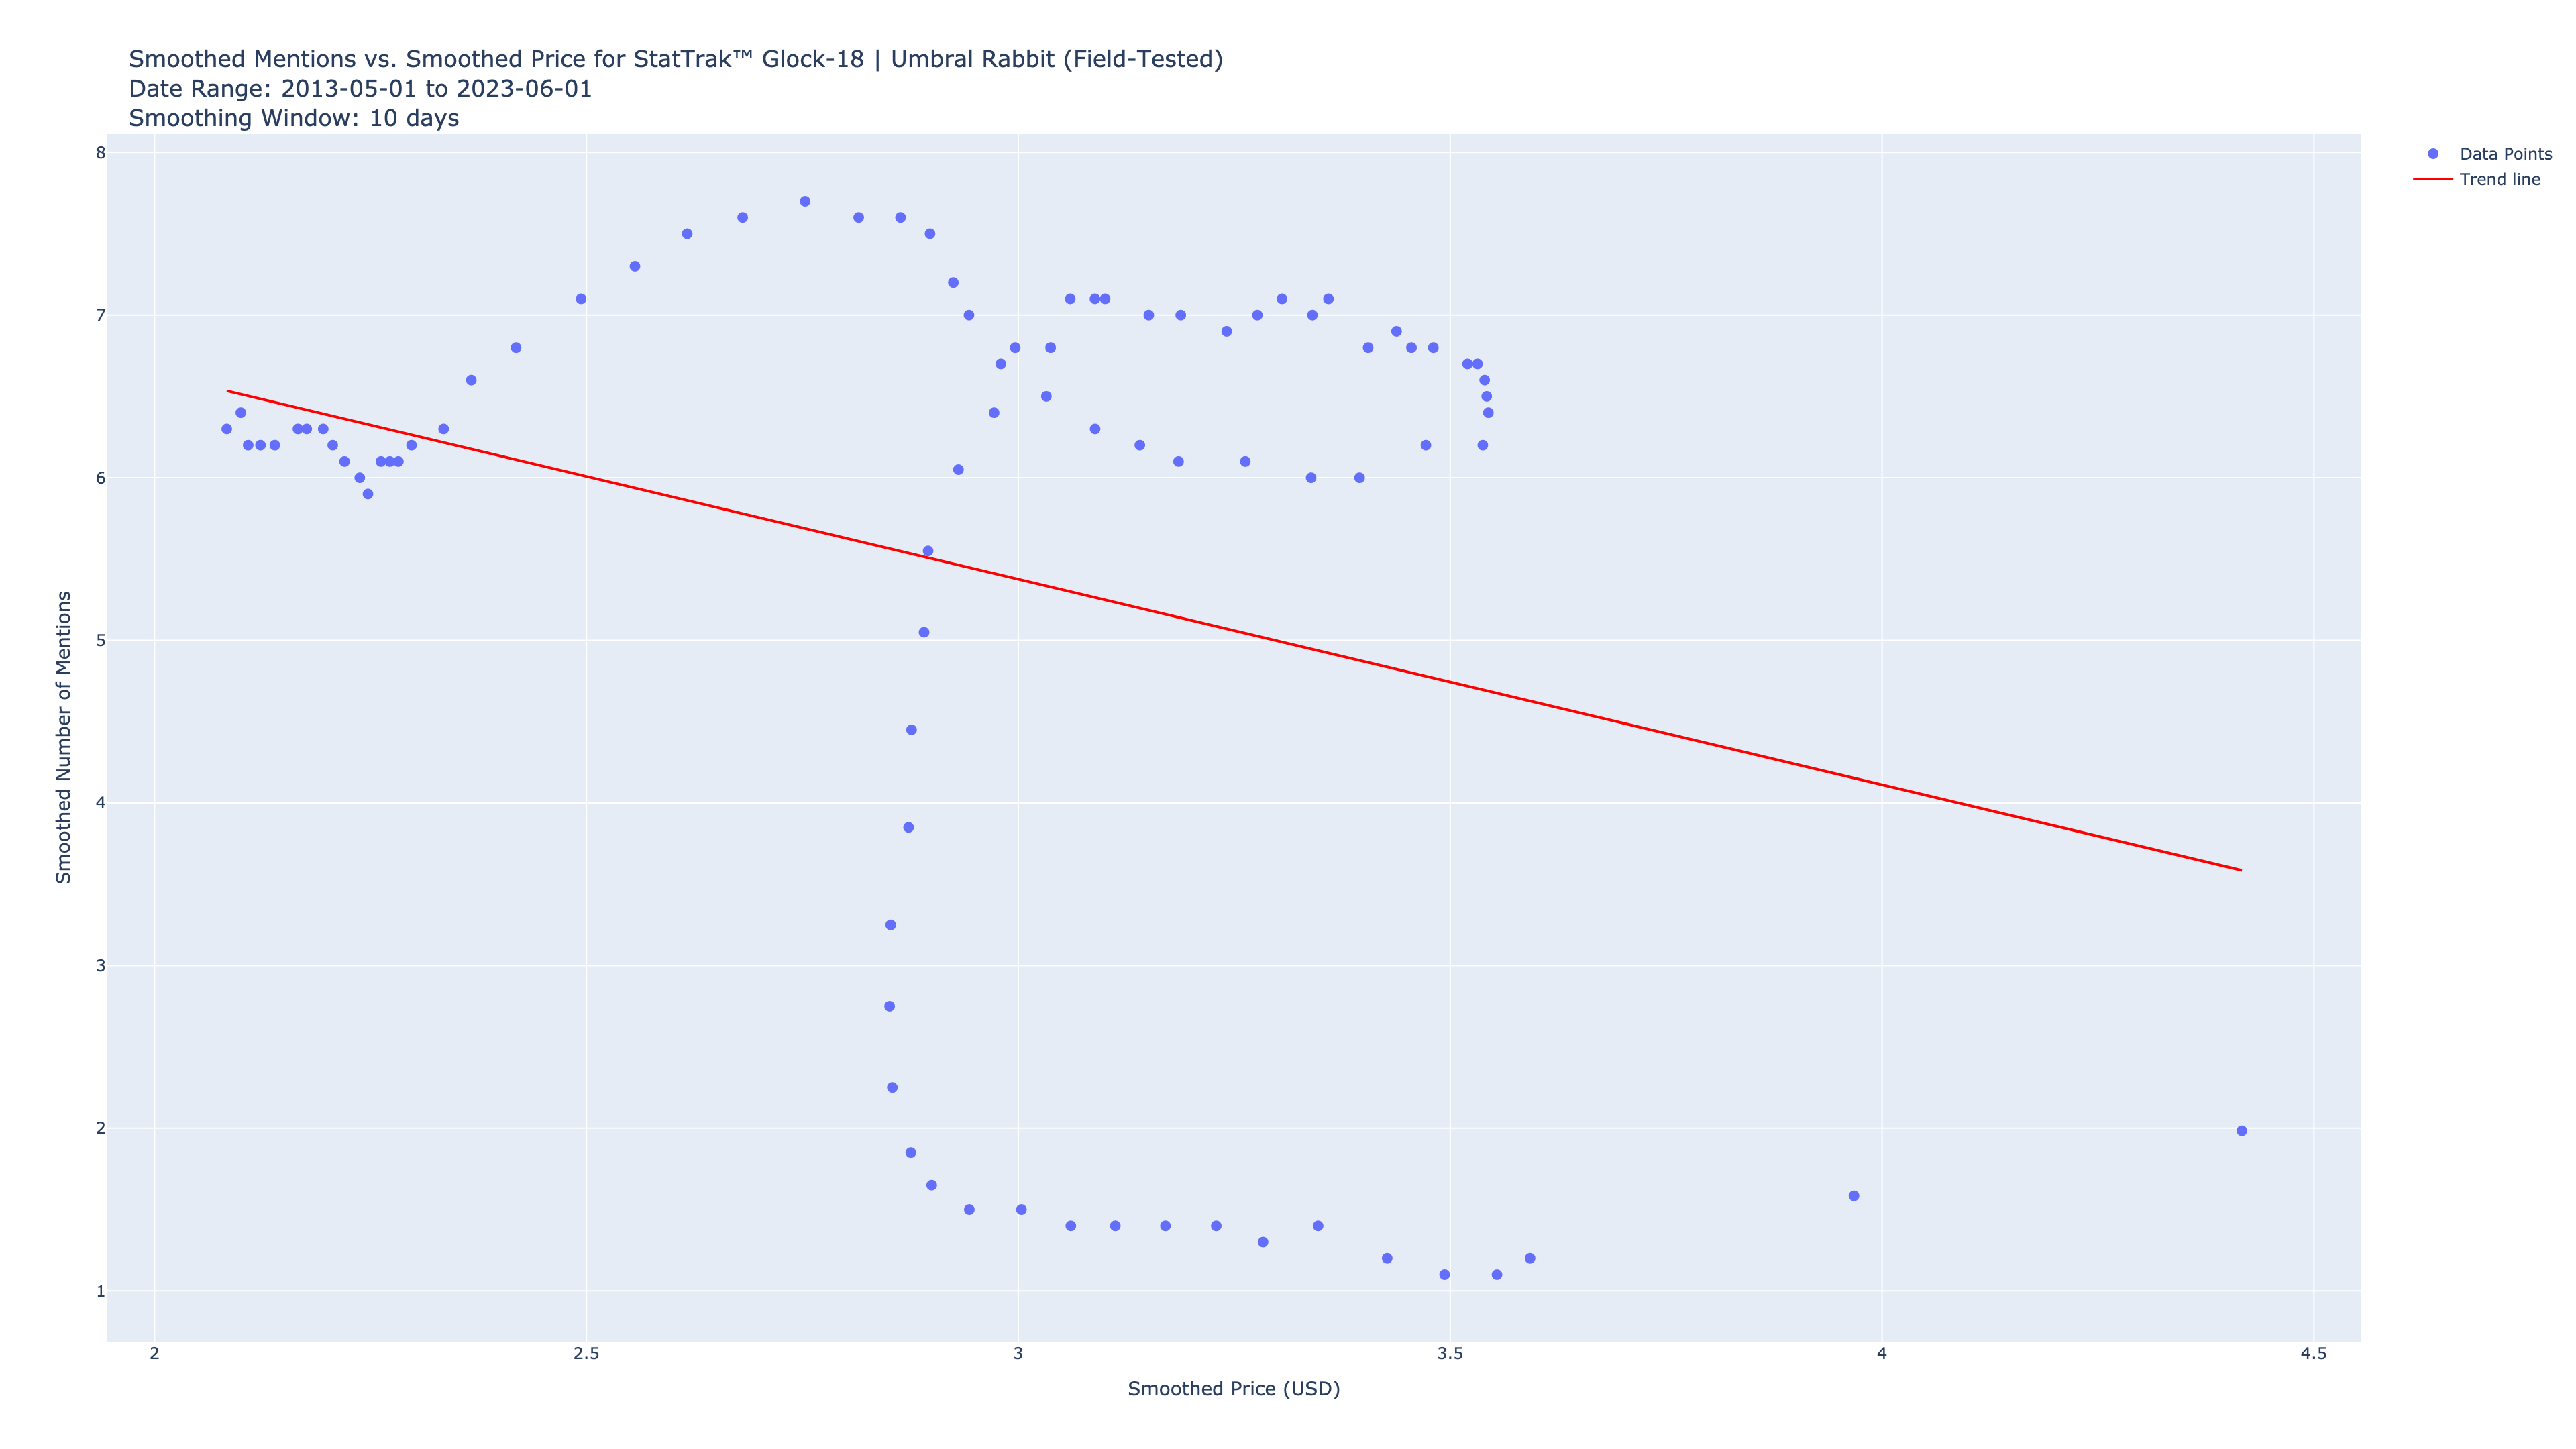 Smoothed Mentions vs. Smoothed Price for StatTrak™ Glock-18 | Umbral Rabbit (Field-Tested)
Date Range: 2013-05-01 to 2023-06-01
Smoothing Window: 10 days
Data Points
Trend line
8
7
6
5
4
3
2
1
Smoothed Number of Mentions
2
2.5
3
3.5
4
4.5
Smoothed Price (USD)